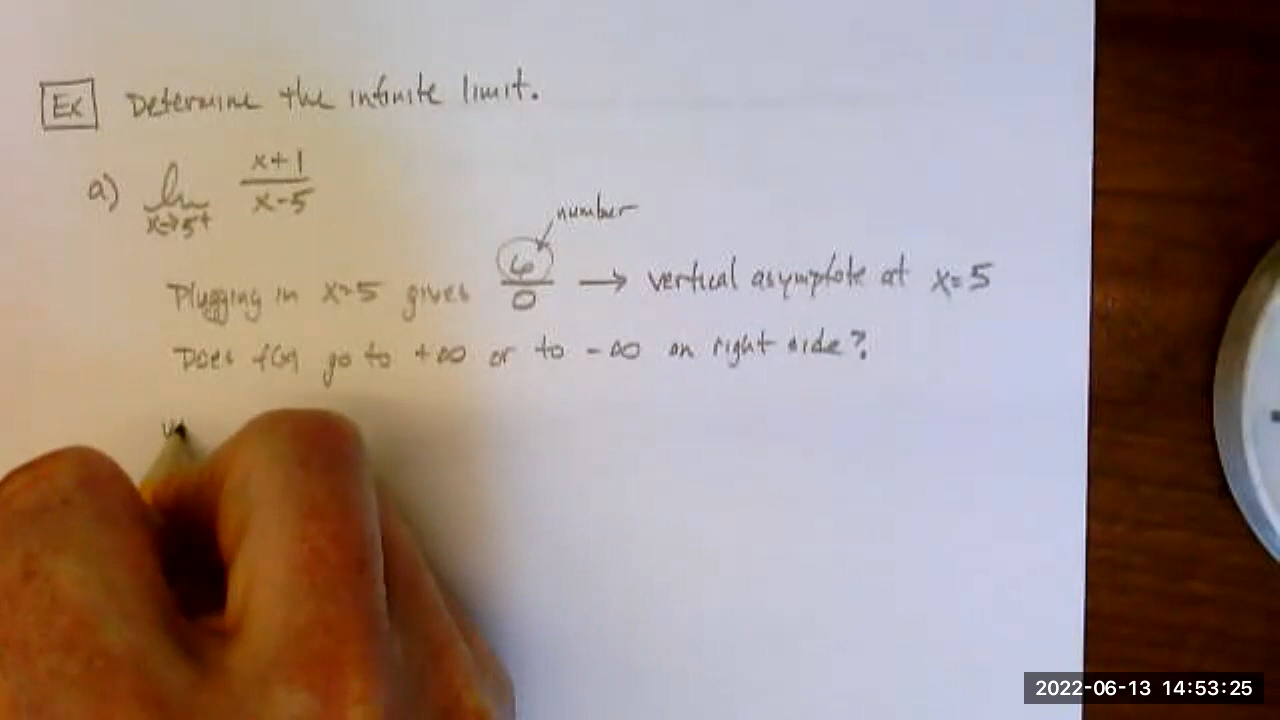 Ex Determine the infinite limit.
a) lim x→5+ x+1 / x-5
number
Plugging in x=5 gives 6/0 → vertical asymptote at x=5
Does f(x) go to +∞ or to -∞ on right side?
2022-06-13 14:53:25